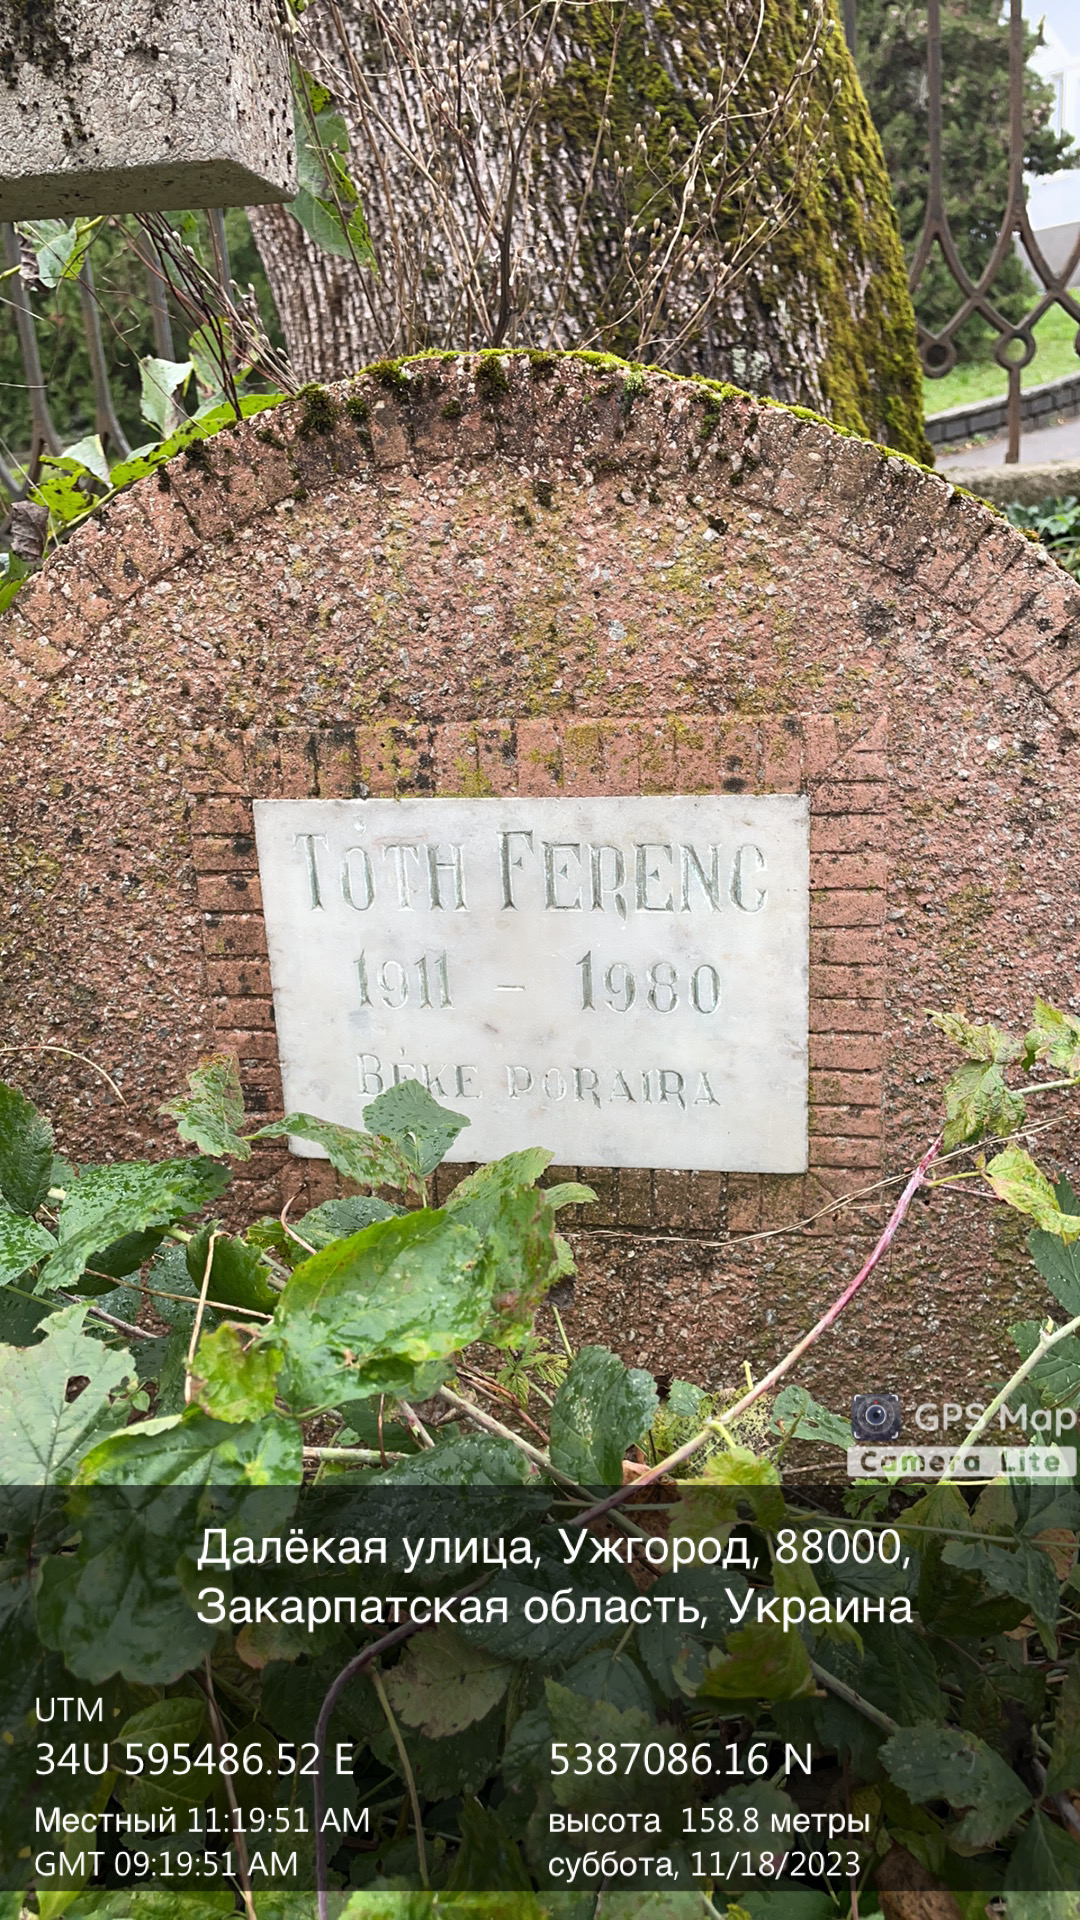 TÓTH FERENC
1911 – 1980
BÉKE PORAIRA
GPS Map
Camera Lite
Далёкая улица, Ужгород, 88000,
Закарпатская область, Украина
UTM
34U 595486.52 E 5387086.16 N
Местный 11:19:51 AM высота 158.8 метры
GMT 09:19:51 AM суббота, 11/18/2023